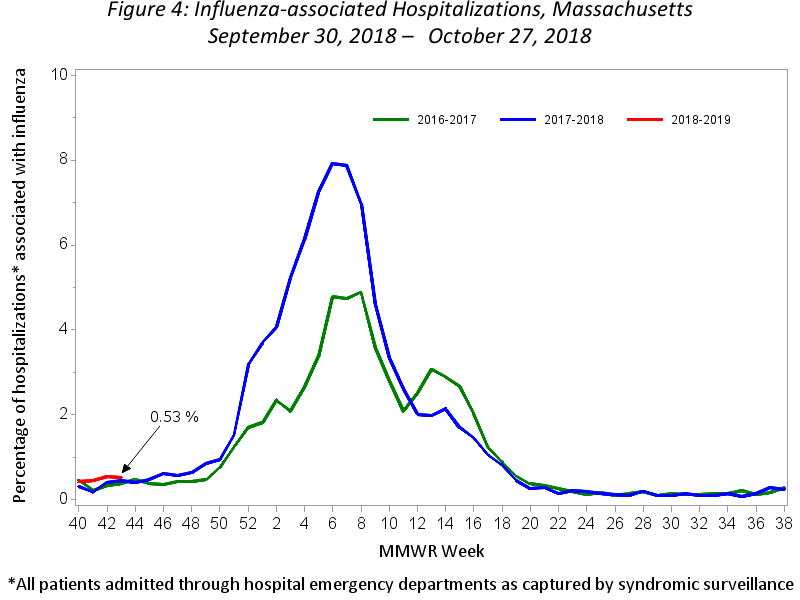 Figure 4: Influenza-associated Hospitalizations, Massachusetts
September 30, 2018 – October 27, 2018
Percentage of hospitalizations* associated with influenza
10
8
6
4
2
0
2016-2017 2017-2018 2018-2019
0.53 %
40 42 44 46 48 50 52 2 4 6 8 10 12 14 16 18 20 22 24 26 28 30 32 34 36 38
MMWR Week
*All patients admitted through hospital emergency departments as captured by syndromic surveillance